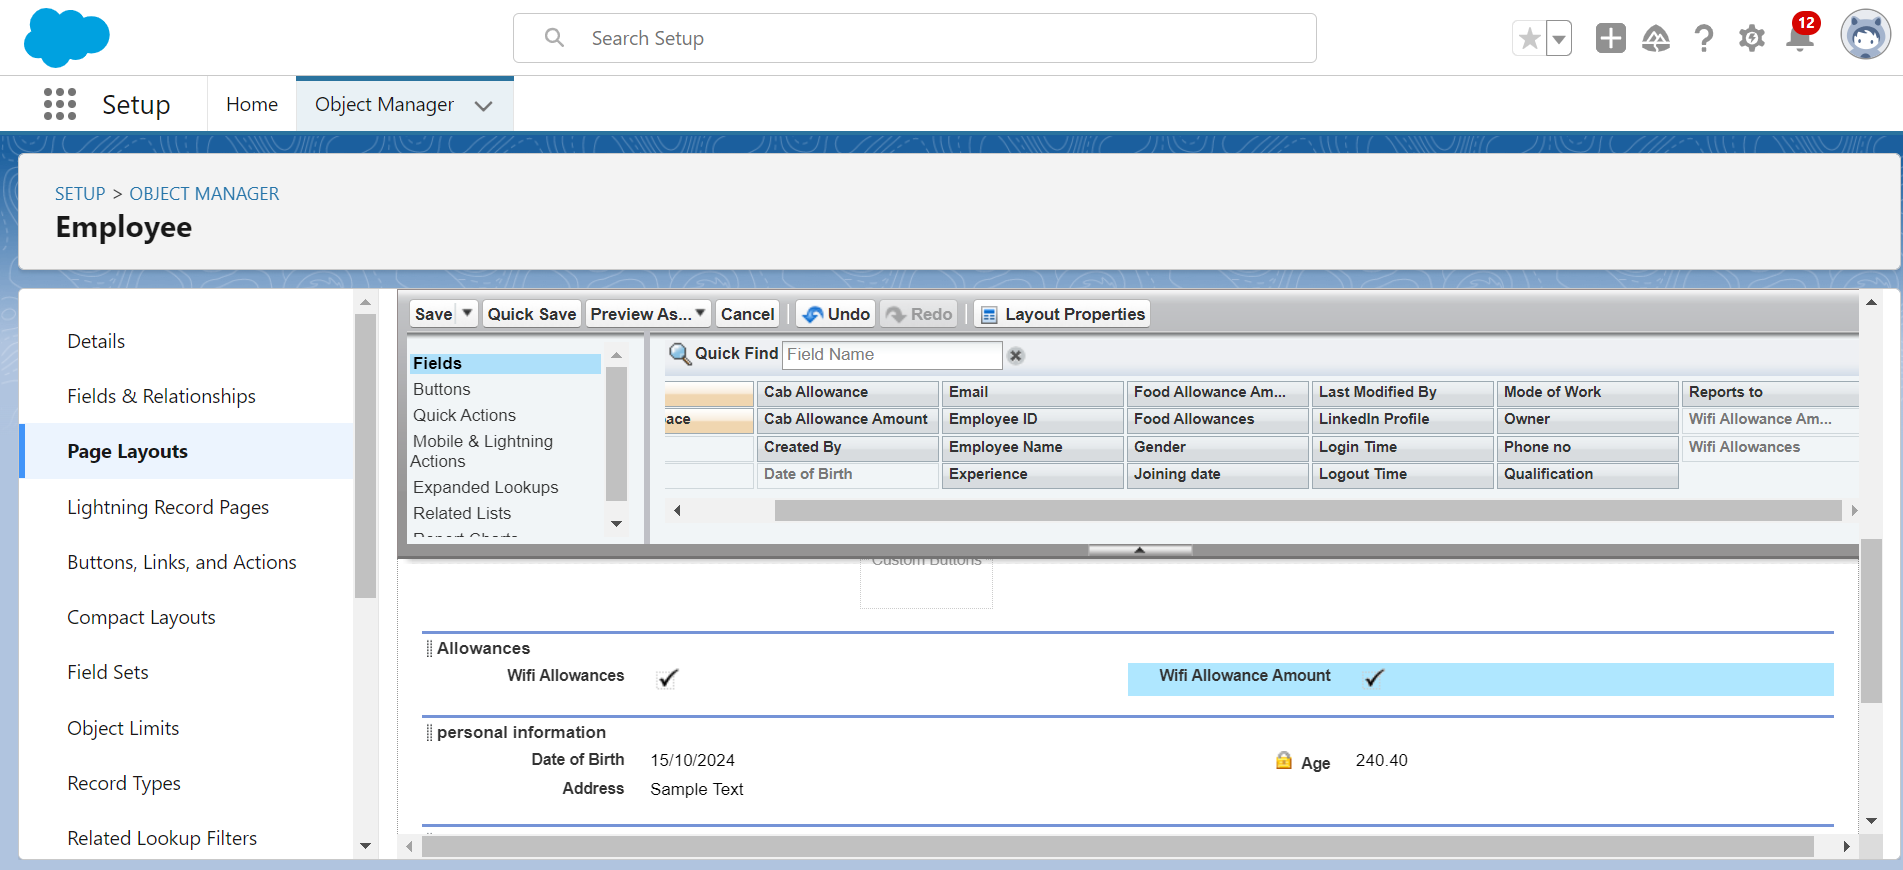 Search Setup
12
Setup
Home
Object Manager
SETUP > OBJECT MANAGER
Employee
Details
Fields & Relationships
Page Layouts
Lightning Record Pages
Buttons, Links, and Actions
Compact Layouts
Field Sets
Object Limits
Record Types
Related Lookup Filters
Save
Quick Save
Preview As...
Cancel
Undo
Redo
Layout Properties
Fields
Buttons
Quick Actions
Mobile & Lightning
Actions
Expanded Lookups
Related Lists
Report Charts
Quick Find
Field Name
Cab Allowance
Email
Food Allowance Am...
Last Modified By
Mode of Work
Reports to
ace
Cab Allowance Amount
Employee ID
Food Allowances
LinkedIn Profile
Owner
Wifi Allowance Am...
Created By
Employee Name
Gender
Login Time
Phone no
Wifi Allowances
Date of Birth
Experience
Joining date
Logout Time
Qualification
Custom Buttons
Allowances
Wifi Allowances
Wifi Allowance Amount
personal information
Date of Birth
15/10/2024
Age
240.40
Address
Sample Text